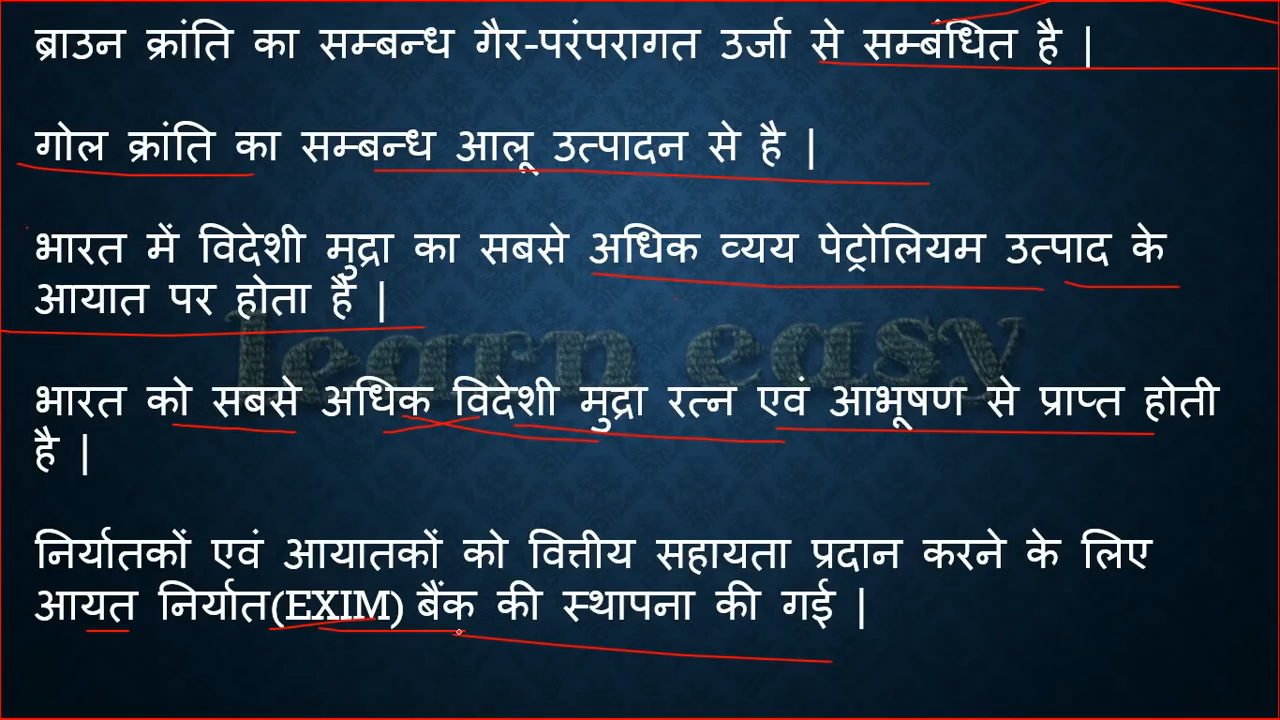 ब्राउन क्रांति का सम्बन्ध गैर-परंपरागत उर्जा से सम्बंधित है |
गोल क्रांति का सम्बन्ध आलू उत्पादन से है |
भारत में विदेशी मुद्रा का सबसे अधिक व्यय पेट्रोलियम उत्पाद के
आयात पर होता है |
learn easy
भारत को सबसे अधिक विदेशी मुद्रा रत्न एवं आभूषण से प्राप्त होती
है |
निर्यातकों एवं आयातकों को वित्तीय सहायता प्रदान करने के लिए
आयत निर्यात(EXIM) बैंक की स्थापना की गई |